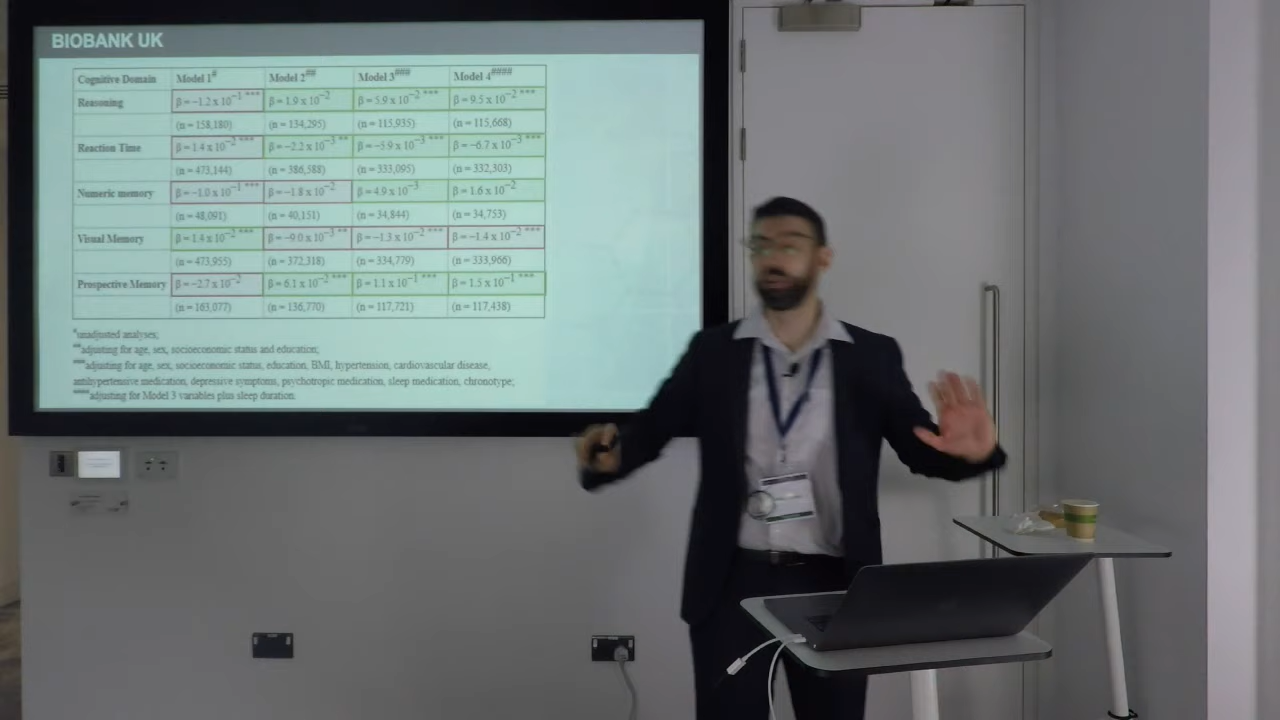 BIOBANK UK
Cognitive Domain Model 1# Model 2## Model 3### Model 4####
Reasoning β = −1.2 x 10⁻¹ *** β = 1.9 x 10⁻² β = 5.9 x 10⁻² *** β = 9.5 x 10⁻² ***
(n = 158,180) (n = 134,295) (n = 115,935) (n = 115,668)
Reaction Time β = 1.4 x 10⁻² *** β = −2.2 x 10⁻³ ** β = −5.9 x 10⁻³ *** β = −6.7 x 10⁻³ ***
(n = 473,144) (n = 386,588) (n = 333,095) (n = 332,303)
Numeric memory β = −1.0 x 10⁻¹ *** β = −1.8 x 10⁻² β = 4.9 x 10⁻³ β = 1.6 x 10⁻²
(n = 48,091) (n = 40,151) (n = 34,844) (n = 34,753)
Visual Memory β = 1.4 x 10⁻² *** β = −9.0 x 10⁻³ ** β = −1.3 x 10⁻² *** β = −1.4 x 10⁻² ***
(n = 473,955) (n = 372,318) (n = 334,779) (n = 333,966)
Prospective Memory β = −2.7 x 10⁻² β = 6.1 x 10⁻² *** β = 1.1 x 10⁻¹ *** β = 1.5 x 10⁻¹ ***
(n = 163,077) (n = 136,770) (n = 117,721) (n = 117,438)
#unadjusted analyses;
##adjusting for age, sex, socioeconomic status and education;
###adjusting for age, sex, socioeconomic status, education, BMI, hypertension, cardiovascular disease,
antihypertensive medication, depressive symptoms, psychotropic medication, sleep medication, chronotype;
####adjusting for Model 3 variables plus sleep duration.